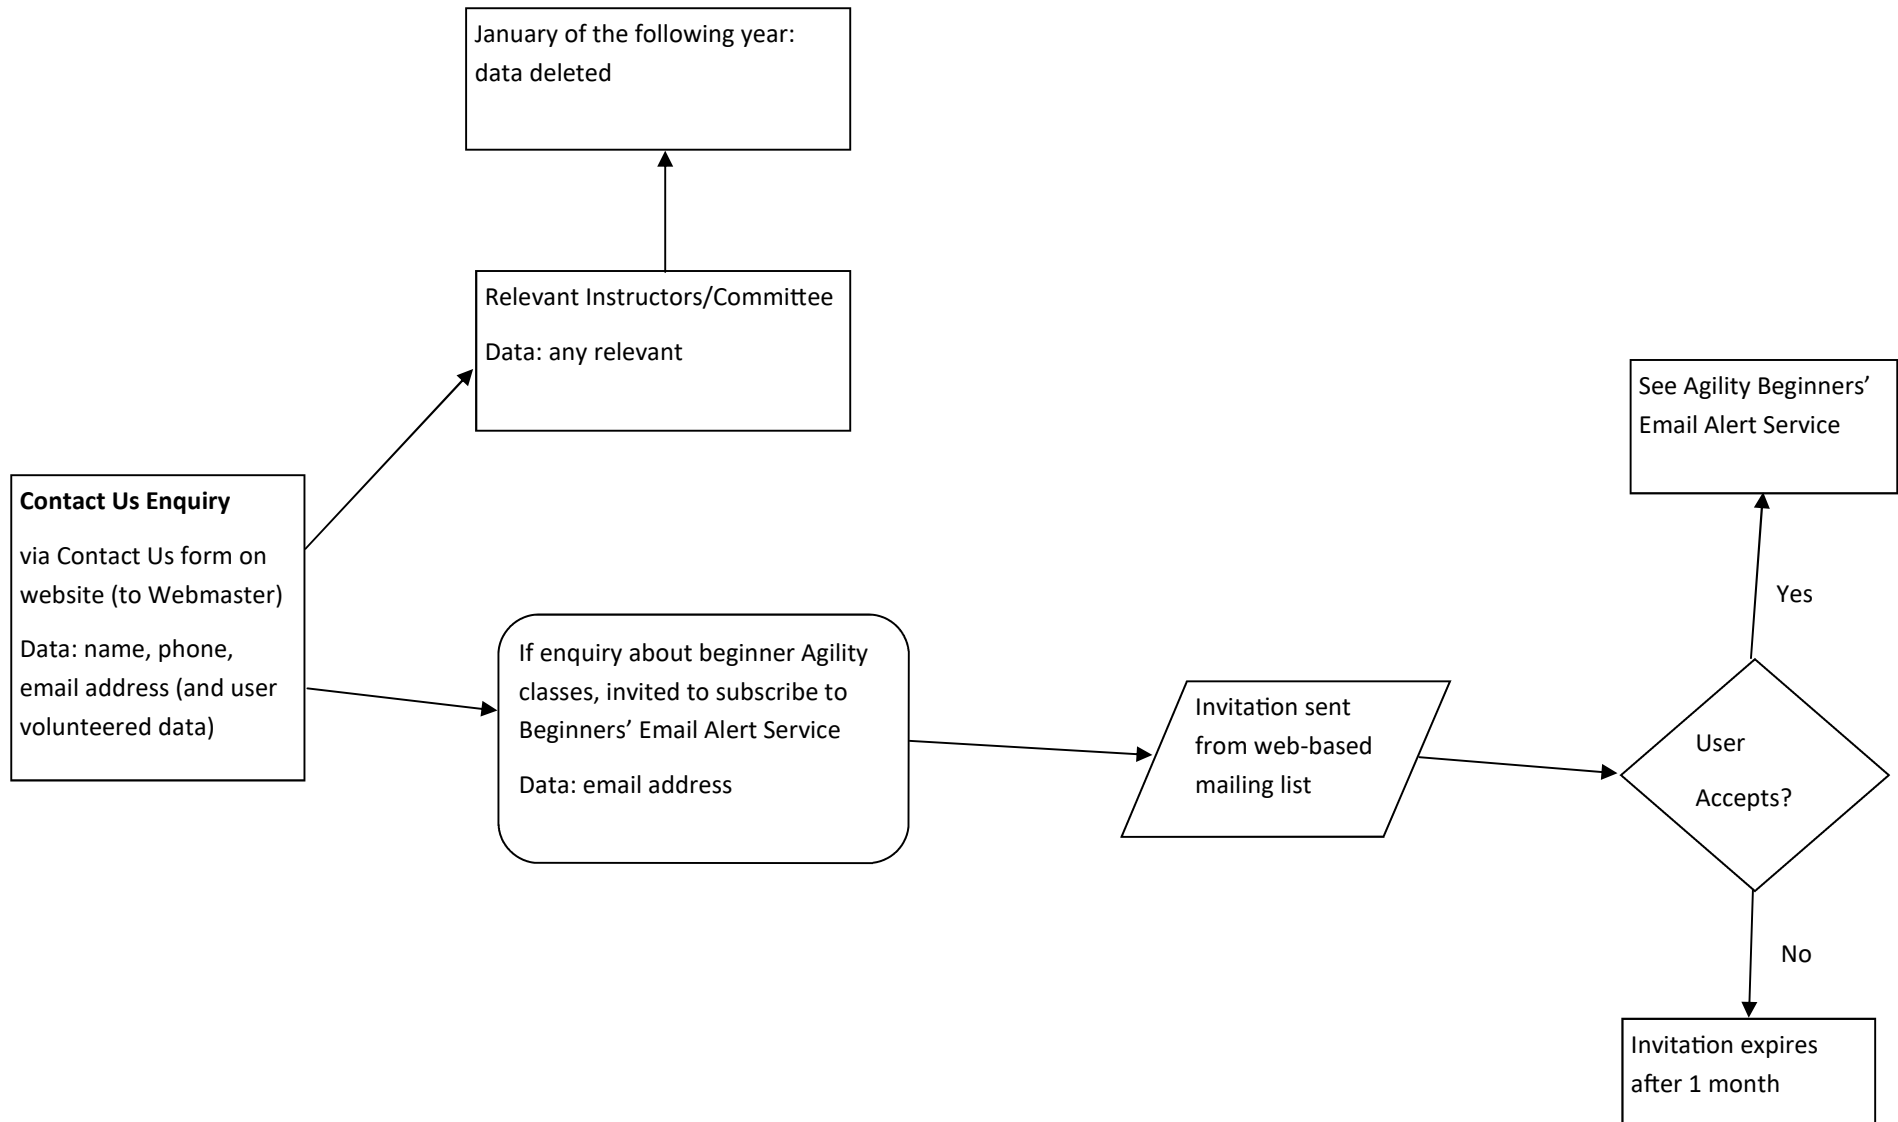 January of the following year:
data deleted
Relevant Instructors/Committee
Data: any relevant
Contact Us Enquiry
via Contact Us form on
website (to Webmaster)
Data: name, phone,
email address (and user
volunteered data)
If enquiry about beginner Agility
classes, invited to subscribe to
Beginners’ Email Alert Service
Data: email address
Invitation sent
from web-based
mailing list
User
Accepts?
Yes
See Agility Beginners’
Email Alert Service
No
Invitation expires
after 1 month